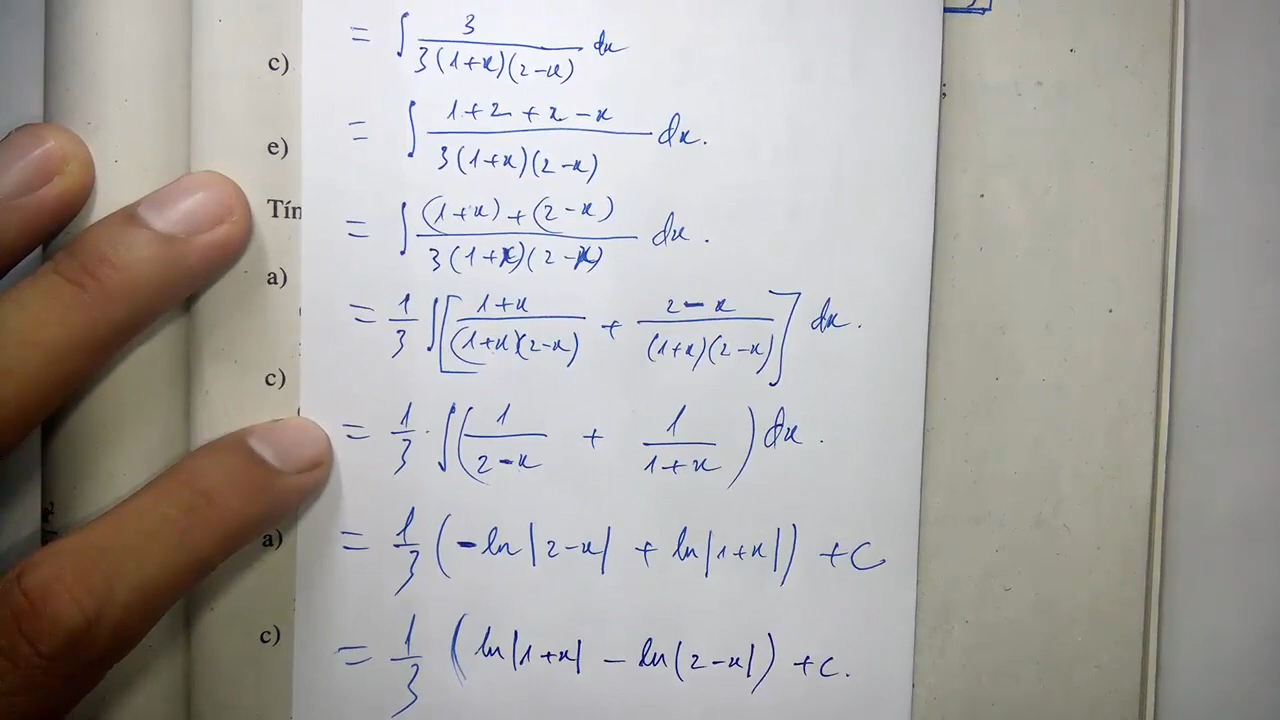 c)
e)
Tín
a)
c)
a)
c)
;
= ∫ 3 / 3(1+x)(2-x) dx
= ∫ 1+2+x-x / 3(1+x)(2-x) dx.
= ∫ (1+x)+(2-x) / 3(1+x)(2-x) dx.
= 1/3 ∫ [ 1+x / (1+x)(2-x) + 2-x / (1+x)(2-x) ] dx.
= 1/3 · ∫ ( 1 / 2-x + 1 / 1+x ) dx.
= 1/3 (-ln|2-x| + ln|1+x|) + C
= 1/3 (ln|1+x| - ln|2-x|) + C.